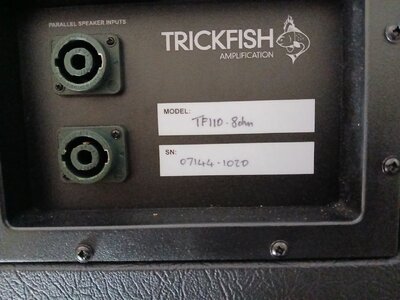 PARALLEL SPEAKER INPUTS
TRICKFISH
AMPLIFICATION
MODEL:
TF110-8ohm
SN:
07144-1020